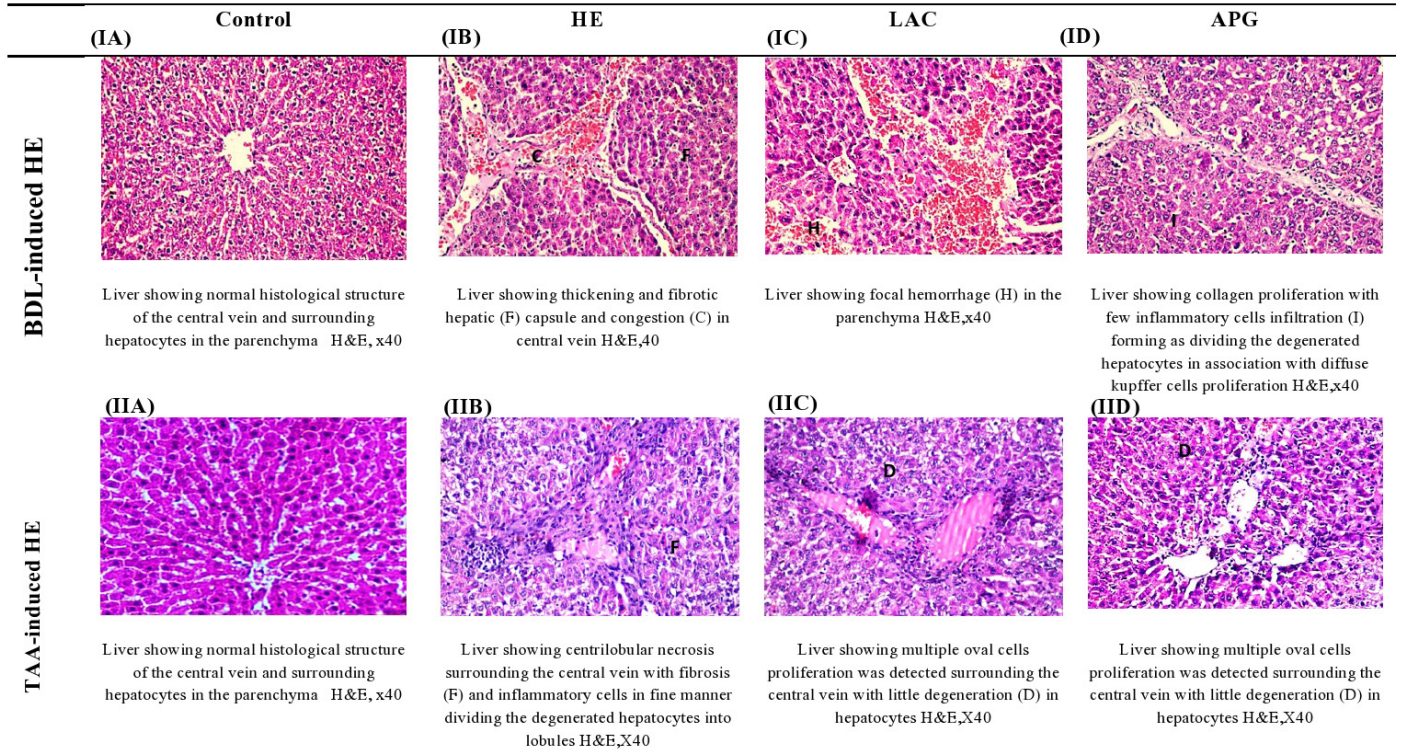 Control HE LAC APG
(IA) (IB) (IC) (ID)
BDL-induced HE
C F
H
I
Liver showing normal histological structure
of the central vein and surrounding
hepatocytes in the parenchyma H&E, x40
Liver showing thickening and fibrotic
hepatic (F) capsule and congestion (C) in
central vein H&E,40
Liver showing focal hemorrhage (H) in the
parenchyma H&E,x40
Liver showing collagen proliferation with
few inflammatory cells infiltration (I)
forming as dividing the degenerated
hepatocytes in association with diffuse
kupffer cells proliferation H&E,x40
(IIA) (IIB) (IIC) (IID)
TAA-induced HE
F
D
D
Liver showing normal histological structure
of the central vein and surrounding
hepatocytes in the parenchyma H&E, x40
Liver showing centrilobular necrosis
surrounding the central vein with fibrosis
(F) and inflammatory cells in fine manner
dividing the degenerated hepatocytes into
lobules H&E,X40
Liver showing multiple oval cells
proliferation was detected surrounding the
central vein with little degeneration (D) in
hepatocytes H&E,X40
Liver showing multiple oval cells
proliferation was detected surrounding the
central vein with little degeneration (D) in
hepatocytes H&E,X40